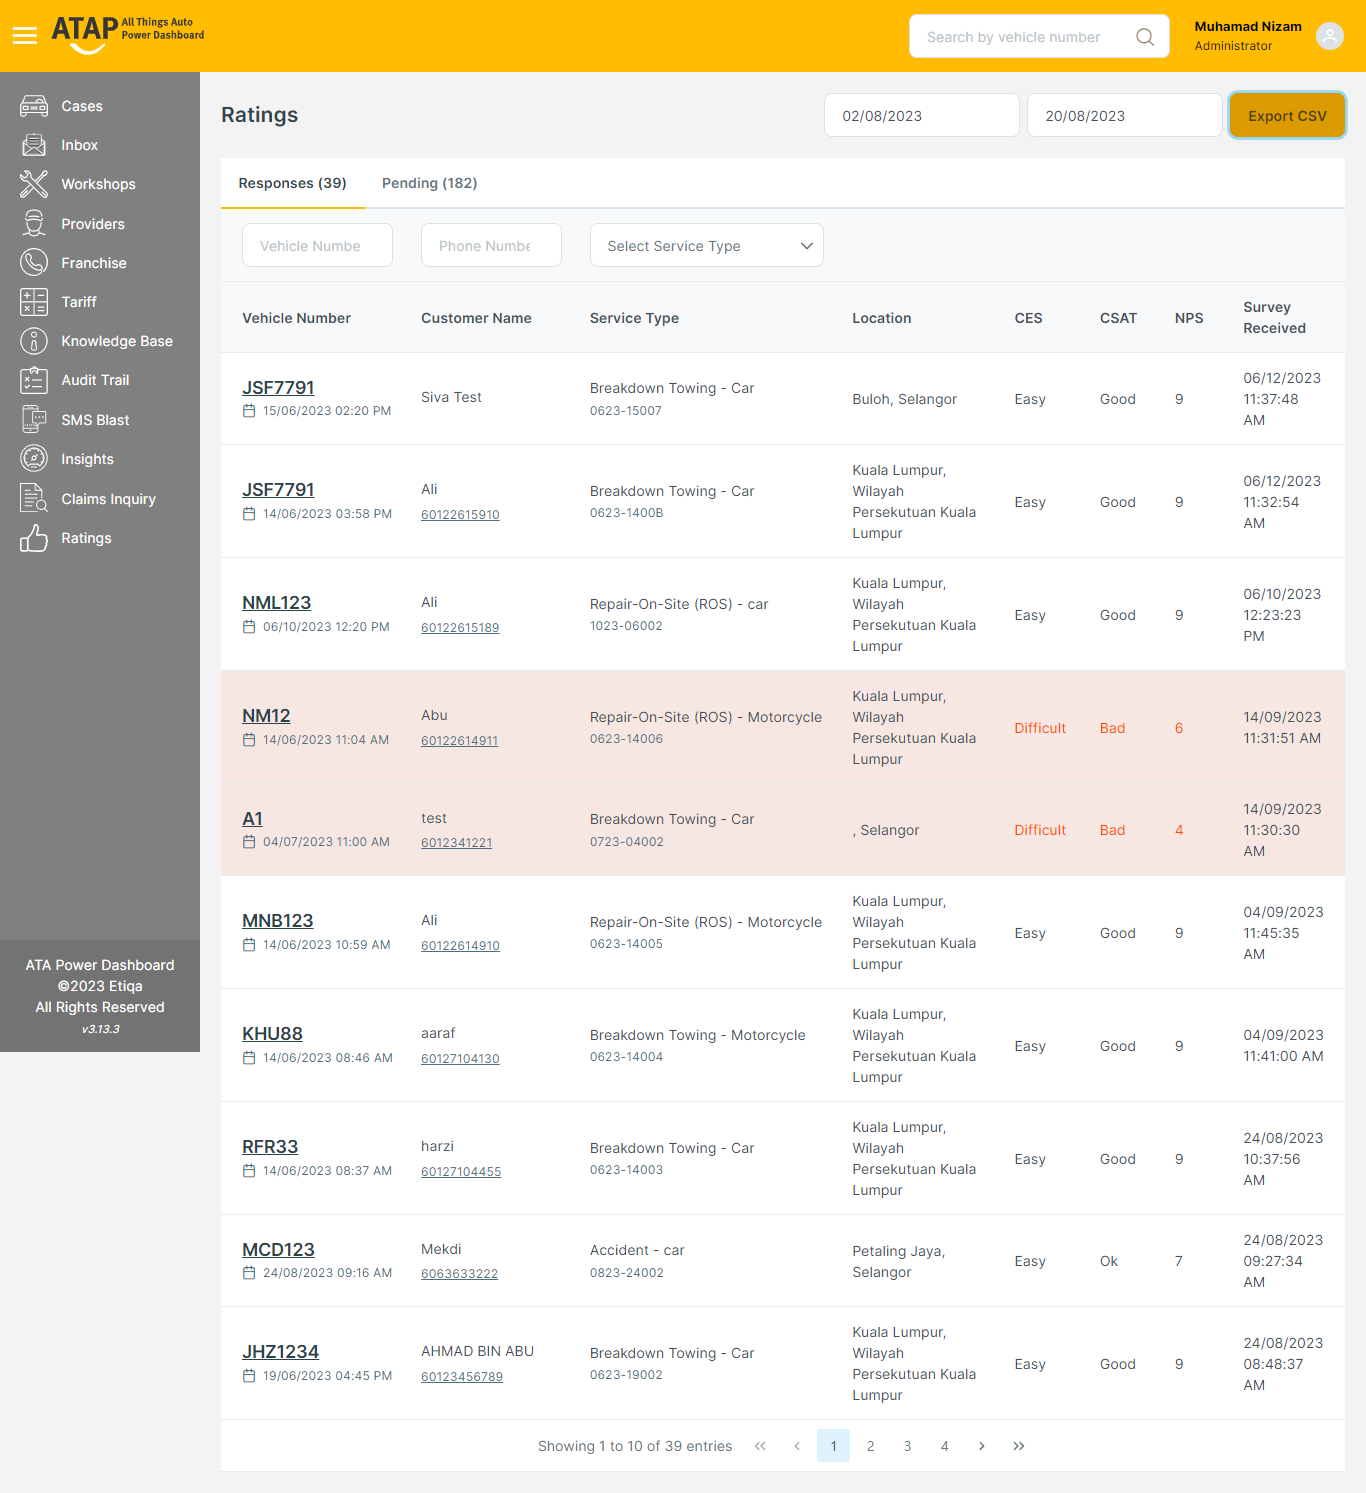 ATAP All Things Auto
Power Dashboard
Search by vehicle number
Muhamad Nizam
Administrator
Cases
Inbox
Workshops
Providers
Franchise
Tariff
Knowledge Base
Audit Trail
SMS Blast
Insights
Claims Inquiry
Ratings
ATA Power Dashboard
©2023 Etiqa
All Rights Reserved
v3.13.3
Ratings
02/08/2023
20/08/2023
Export CSV
Responses (39)
Pending (182)
Vehicle Numbe
Phone Numbe
Select Service Type
Vehicle Number
Customer Name
Service Type
Location
CES
CSAT
NPS
Survey
Received
JSF7791
15/06/2023 02:20 PM
Siva Test
Breakdown Towing - Car
0623-15007
Buloh, Selangor
Easy
Good
9
06/12/2023
11:37:48
AM
JSF7791
14/06/2023 03:58 PM
Ali
60122615910
Breakdown Towing - Car
0623-1400B
Kuala Lumpur,
Wilayah
Persekutuan Kuala
Lumpur
Easy
Good
9
06/12/2023
11:32:54
AM
NML123
06/10/2023 12:20 PM
Ali
60122615189
Repair-On-Site (ROS) - car
1023-06002
Kuala Lumpur,
Wilayah
Persekutuan Kuala
Lumpur
Easy
Good
9
06/10/2023
12:23:23
PM
NM12
14/06/2023 11:04 AM
Abu
60122614911
Repair-On-Site (ROS) - Motorcycle
0623-14006
Kuala Lumpur,
Wilayah
Persekutuan Kuala
Lumpur
Difficult
Bad
6
14/09/2023
11:31:51 AM
A1
04/07/2023 11:00 AM
test
6012341221
Breakdown Towing - Car
0723-04002
, Selangor
Difficult
Bad
4
14/09/2023
11:30:30
AM
MNB123
14/06/2023 10:59 AM
Ali
60122614910
Repair-On-Site (ROS) - Motorcycle
0623-14005
Kuala Lumpur,
Wilayah
Persekutuan Kuala
Lumpur
Easy
Good
9
04/09/2023
11:45:35
AM
KHU88
14/06/2023 08:46 AM
aaraf
60127104130
Breakdown Towing - Motorcycle
0623-14004
Kuala Lumpur,
Wilayah
Persekutuan Kuala
Lumpur
Easy
Good
9
04/09/2023
11:41:00 AM
RFR33
14/06/2023 08:37 AM
harzi
60127104455
Breakdown Towing - Car
0623-14003
Kuala Lumpur,
Wilayah
Persekutuan Kuala
Lumpur
Easy
Good
9
24/08/2023
10:37:56
AM
MCD123
24/08/2023 09:16 AM
Mekdi
6063633222
Accident - car
0823-24002
Petaling Jaya,
Selangor
Easy
Ok
7
24/08/2023
09:27:34
AM
JHZ1234
19/06/2023 04:45 PM
AHMAD BIN ABU
60123456789
Breakdown Towing - Car
0623-19002
Kuala Lumpur,
Wilayah
Persekutuan Kuala
Lumpur
Easy
Good
9
24/08/2023
08:48:37
AM
Showing 1 to 10 of 39 entries « ‹ 1 2 3 4 › »